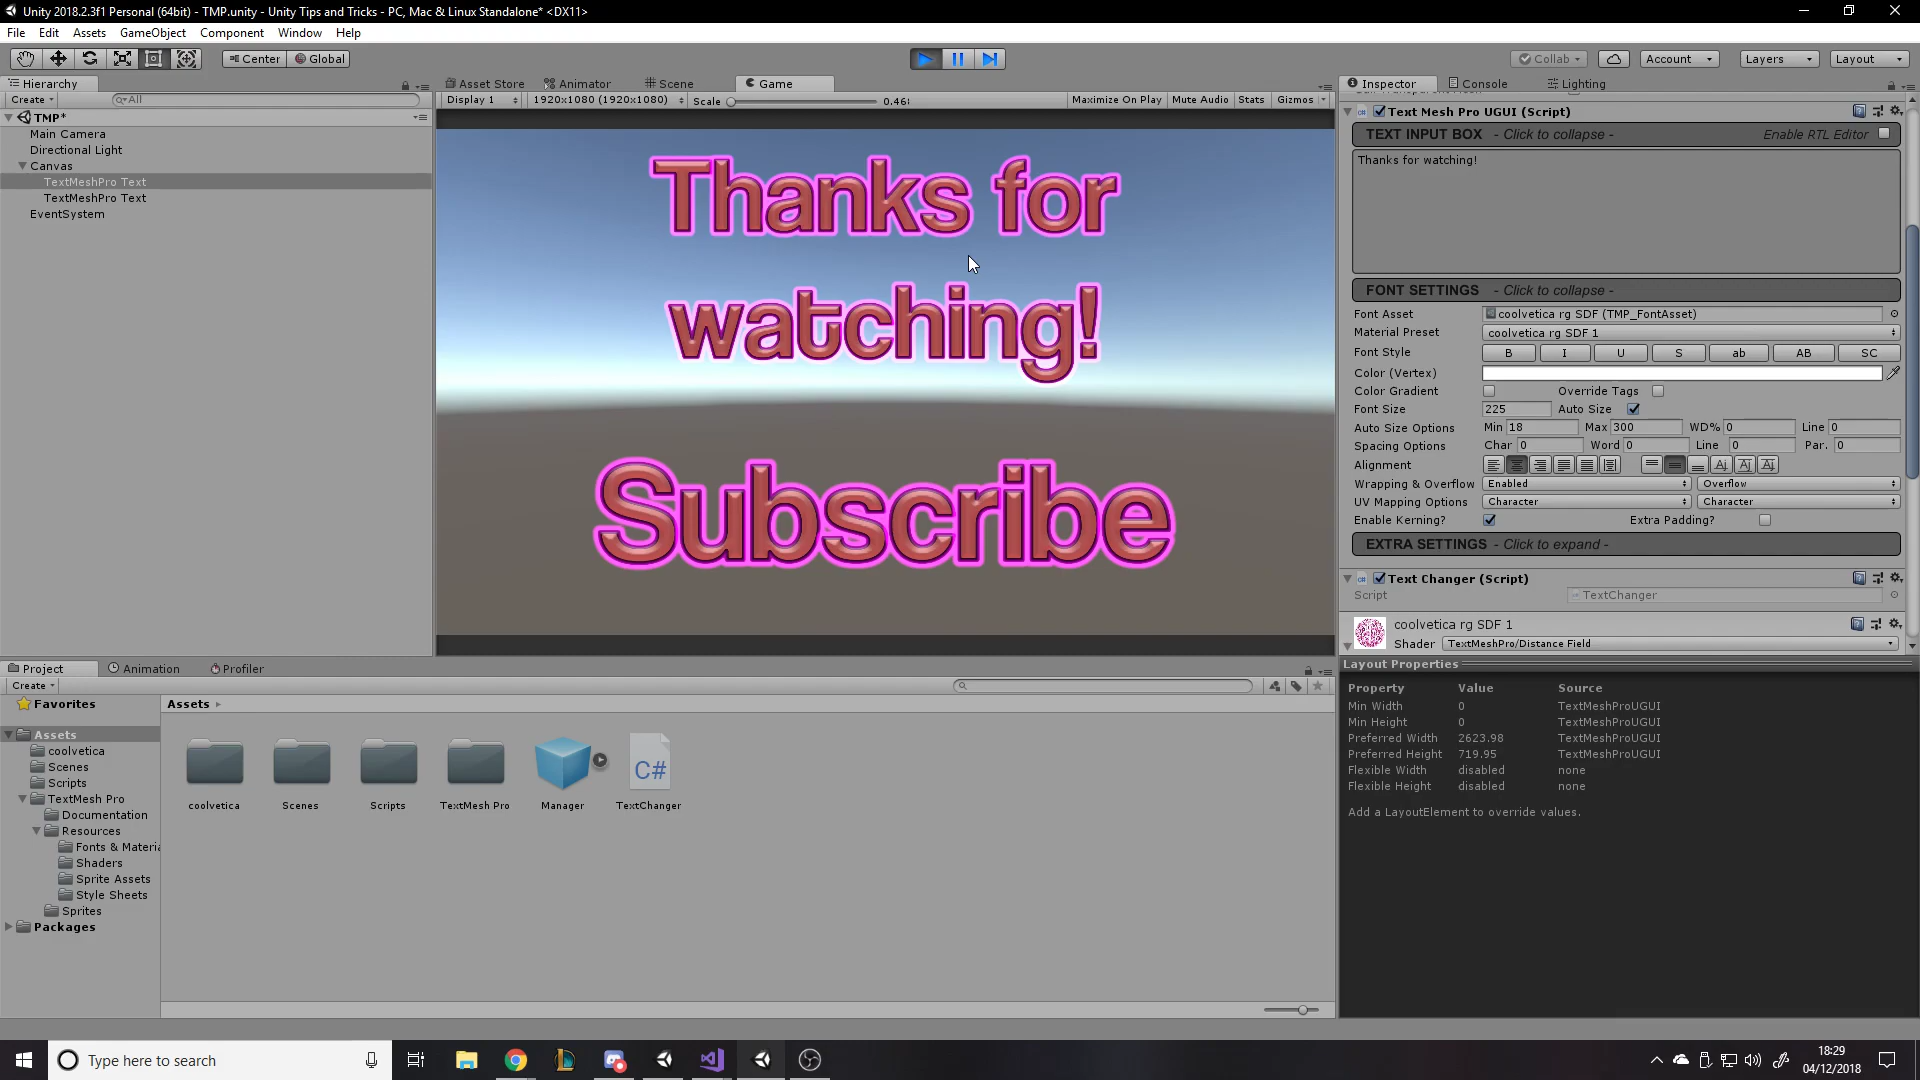 Unity 2018.2.3f1 Personal (64bit) - TMP.unity - Unity Tips and Tricks - PC, Mac & Linux Standalone* <DX11>
File Edit Assets GameObject Component Window Help
Center Global Collab Account Layers Layout
Hierarchy
Create All
TMP*
Main Camera
Directional Light
Canvas
TextMeshPro Text
TextMeshPro Text
EventSystem
Asset Store Animator Scene Game
Display 1 1920x1080 (1920x1080) Scale 0.46 Maximize On Play Mute Audio Stats Gizmos
Thanks for
watching!
Subscribe
Inspector Console Lighting
Text Mesh Pro UGUI (Script)
TEXT INPUT BOX - Click to collapse - Enable RTL Editor
Thanks for watching!
FONT SETTINGS - Click to collapse -
Font Asset coolvetica rg SDF (TMP_FontAsset)
Material Preset coolvetica rg SDF 1
Font Style B I U S ab AB SC
Color (Vertex)
Color Gradient Override Tags
Font Size 225 Auto Size
Auto Size Options Min 18 Max 300 WD% 0 Line 0
Spacing Options Char 0 Word 0 Line 0 Par. 0
Alignment
Wrapping & Overflow Enabled Overflow
UV Mapping Options Character Character
Enable Kerning? Extra Padding?
EXTRA SETTINGS - Click to expand -
Text Changer (Script)
Script TextChanger
coolvetica rg SDF 1
Shader TextMeshPro/Distance Field
Layout Properties
Property Value Source
Min Width 0 TextMeshProUGUI
Min Height 0 TextMeshProUGUI
Preferred Width 2623.98 TextMeshProUGUI
Preferred Height 719.95 TextMeshProUGUI
Flexible Width disabled none
Flexible Height disabled none
Add a LayoutElement to override values.
Project Animation Profiler
Create
Favorites
Assets
coolvetica
Scenes
Scripts
TextMesh Pro
Documentation
Resources
Fonts & Materia
Shaders
Sprite Assets
Style Sheets
Sprites
Packages
Assets
C#
coolvetica Scenes Scripts TextMesh Pro Manager TextChanger
Type here to search
18:29
04/12/2018